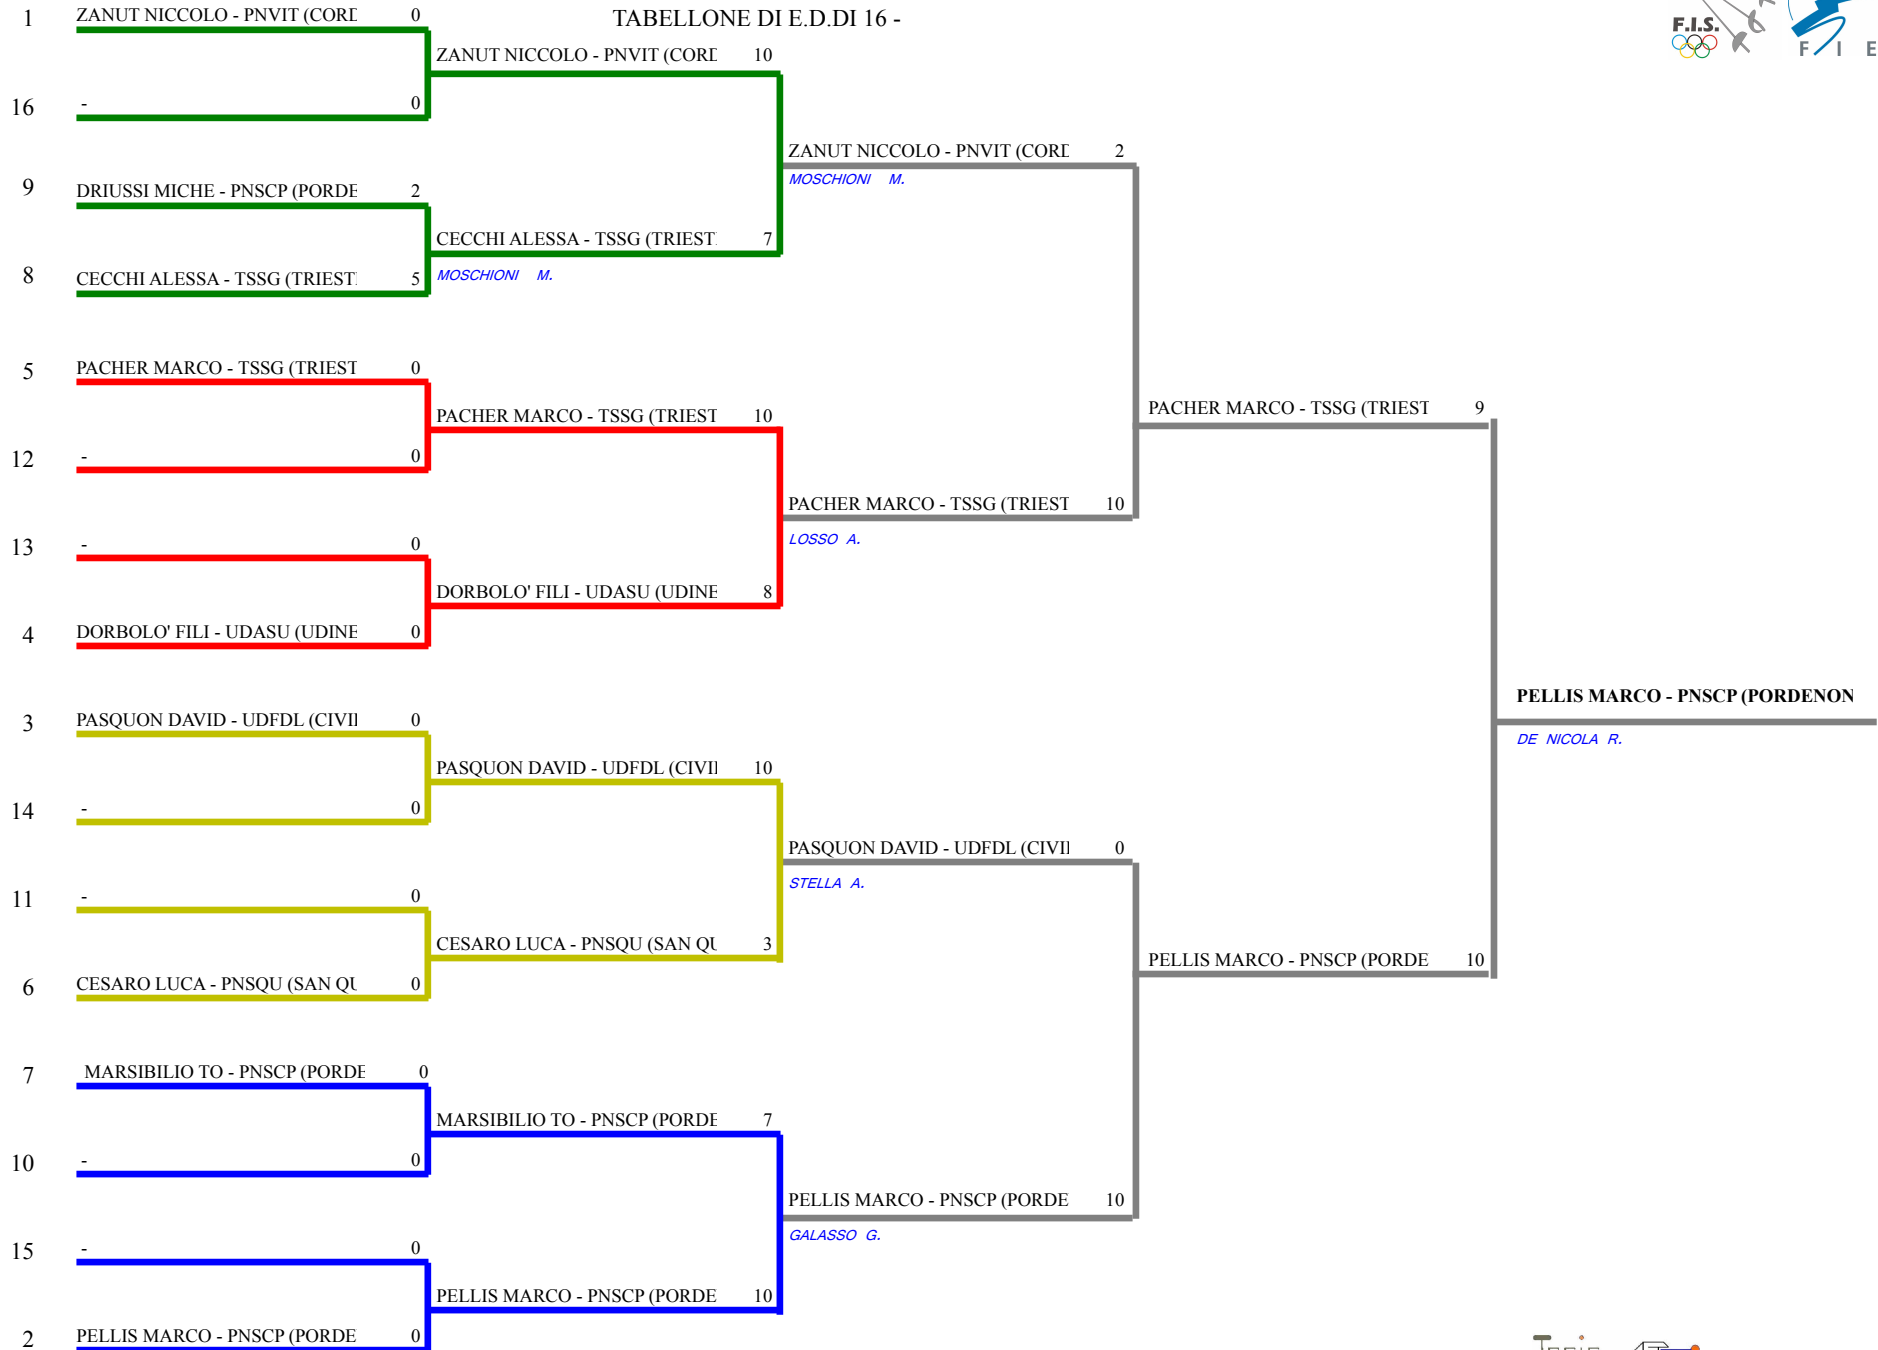 TABELLONE DI E.D.DI 16 -
F.I.S.
F I E
1 ZANUT NICCOLO - PNVIT (CORD 0
ZANUT NICCOLO - PNVIT (CORD 10
16 - 0
ZANUT NICCOLO - PNVIT (CORD 2
MOSCHIONI M.
9 DRIUSSI MICHE - PNSCP (PORDE 2
CECCHI ALESSA - TSSG (TRIEST 7
MOSCHIONI M.
8 CECCHI ALESSA - TSSG (TRIEST 5
5 PACHER MARCO - TSSG (TRIEST 0
PACHER MARCO - TSSG (TRIEST 10
PACHER MARCO - TSSG (TRIEST 9
12 - 0
PACHER MARCO - TSSG (TRIEST 10
LOSSO A.
13 - 0
DORBOLO' FILI - UDASU (UDINE 8
4 DORBOLO' FILI - UDASU (UDINE 0
PELLIS MARCO - PNSCP (PORDENON
DE NICOLA R.
3 PASQUON DAVID - UDFDL (CIVII 0
PASQUON DAVID - UDFDL (CIVII 10
14 - 0
PASQUON DAVID - UDFDL (CIVII 0
STELLA A.
11 - 0
CESARO LUCA - PNSQU (SAN QU 3
PELLIS MARCO - PNSCP (PORDE 10
6 CESARO LUCA - PNSQU (SAN QU 0
7 MARSIBILIO TO - PNSCP (PORDE 0
MARSIBILIO TO - PNSCP (PORDE 7
10 - 0
PELLIS MARCO - PNSCP (PORDE 10
GALASSO G.
15 - 0
PELLIS MARCO - PNSCP (PORDE 10
2 PELLIS MARCO - PNSCP (PORDE 0